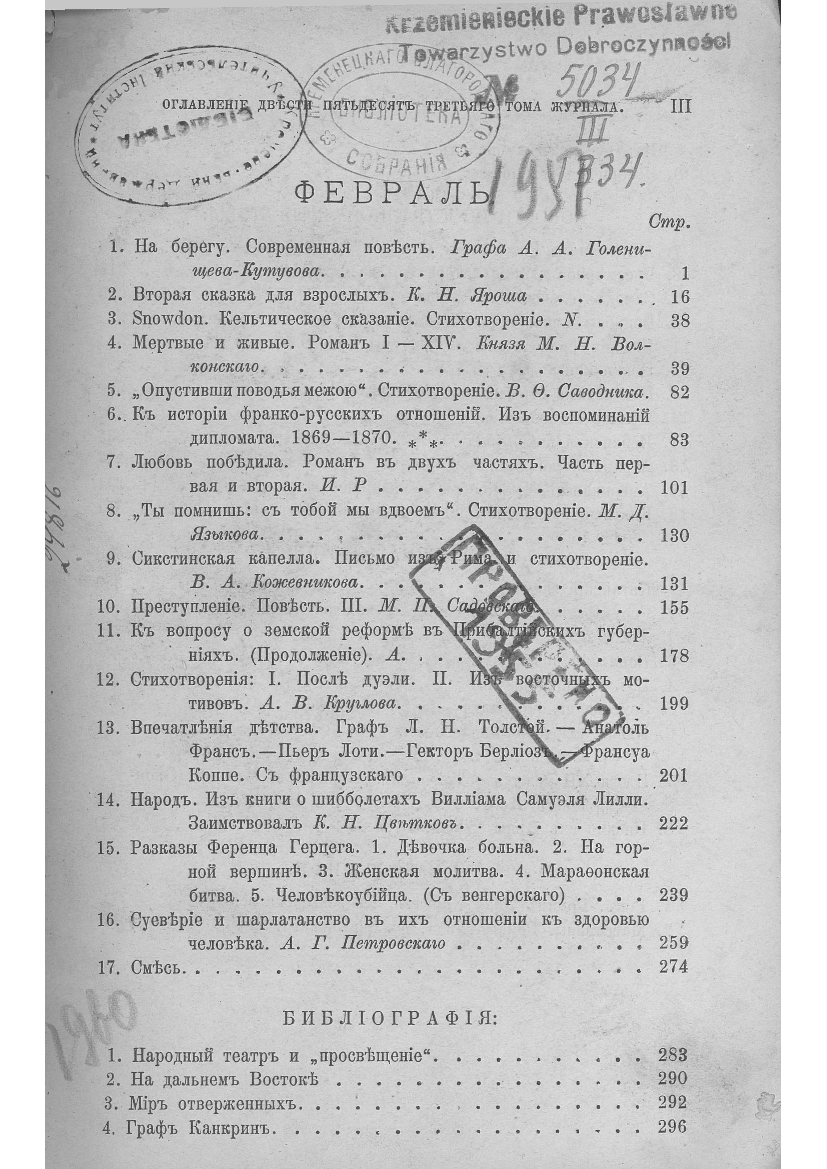 Krzemienieckie Prawosławne
Towarzystwo Dobroczynności
№ 5034
ОГЛАВЛЕНІЕ ДВѢСТИ ПЯТЬДЕСЯТЪ ТРЕТЬЯГО ТОМА ЖУРНАЛА. III
III
БИБЛІОТЕКА
СОБРАНІЯ
1334.
ФЕВРАЛЬ.
Стр.
1. На берегу. Современная повѣсть. Графа А. А. Голени-
щева-Кутузова. 1
2. Вторая сказка для взрослыхъ. К. Н. Яроша 16
3. Snowdon. Кельтическое сказаніе. Стихотвореніе. N. 38
4. Мертвые и живые. Романъ I — XIV. Князя М. Н. Вол-
конскаго. 39
5. „Опустивши поводья межою“. Стихотвореніе. В. Ѳ. Саводника. 82
6. Къ исторіи франко-русскихъ отношеній. Изъ воспоминаній
дипломата. 1869—1870. *** 83
7. Любовь побѣдила. Романъ въ двухъ частяхъ. Часть пер-
вая и вторая. И. Р 101
8. „Ты помнишь: съ тобой мы вдвоемъ“. Стихотвореніе. М. Д.
Языкова. 130
9. Сикстинская капелла. Письмо изъ Рима и стихотвореніе.
В. А. Кожевникова. 131
10. Преступленіе. Повѣсть. III. М. П. Садовскаго. 155
11. Къ вопросу о земской реформѣ въ Прибалтійскихъ губер-
ніяхъ. (Продолженіе). А. 178
12. Стихотворенія: I. Послѣ дуэли. II. Изъ восточныхъ мо-
тивовъ. А. В. Круглова. 199
13. Впечатлѣнія дѣтства. Графъ Л. Н. Толстой. — Анатоль
Франсъ.—Пьеръ Лоти.—Гекторъ Берліозъ.—Франсуа
Коппе. Съ французскаго 201
14. Народъ. Изъ книги о шибболетахъ Вилліама Самуэля Лилли.
Заимствовалъ К. Н. Цвѣтковъ. 222
15. Разказы Ференца Герцега. 1. Дѣвочка больна. 2. На гор-
ной вершинѣ. 3. Женская молитва. 4. Мараѳонская
битва. 5. Человѣкоубійца. (Съ венгерскаго) 239
16. Суевѣріе и шарлатанство въ ихъ отношеніи къ здоровью
человѣка. А. Г. Петровскаго 259
17. Смѣсь. 274
ПРОВІРЕНО
1953
1960
БИБЛІОГРАФІЯ:
1. Народный театръ и „просвѣщеніе“. 283
2. На дальнемъ Востокѣ 290
3. Міръ отверженныхъ. 292
4. Графъ Канкринъ. 296